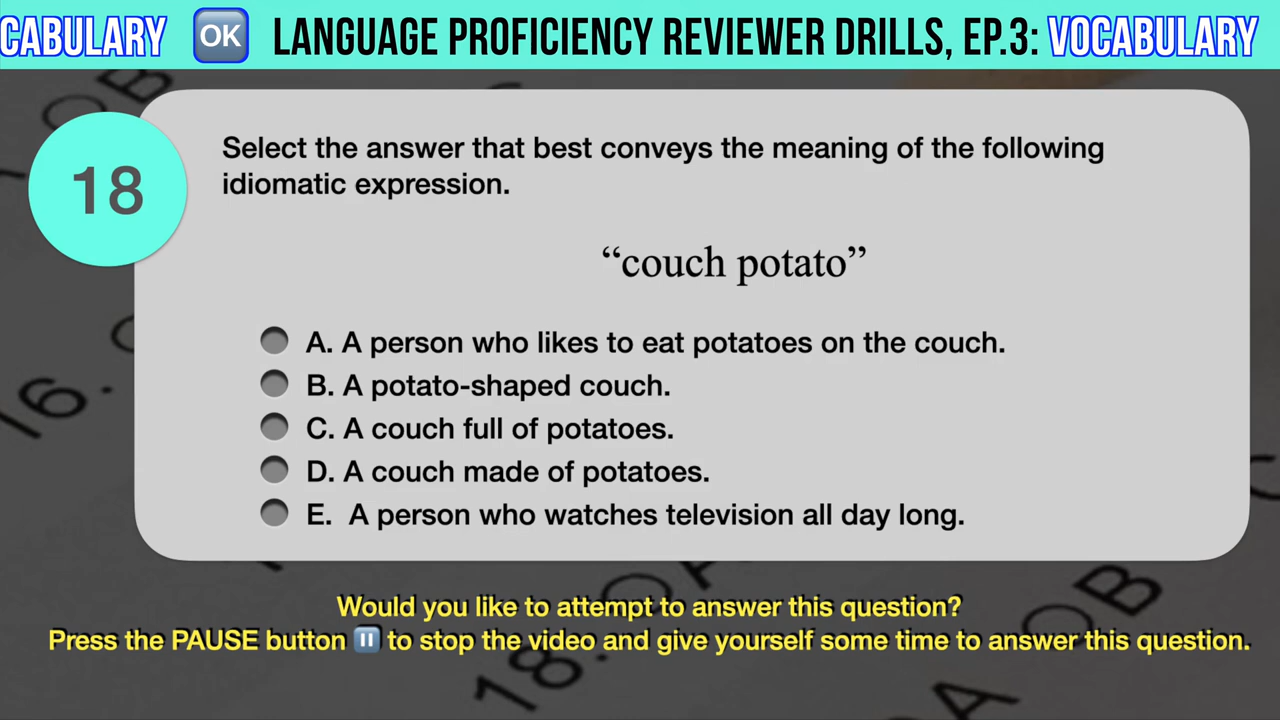 CABULARY 🆗 LANGUAGE PROFICIENCY REVIEWER DRILLS, EP.3: VOCABULARY
18
Select the answer that best conveys the meaning of the following
idiomatic expression.
“couch potato”
A. A person who likes to eat potatoes on the couch.
B. A potato-shaped couch.
C. A couch full of potatoes.
D. A couch made of potatoes.
E. A person who watches television all day long.
Would you like to attempt to answer this question?
Press the PAUSE button ⏸ to stop the video and give yourself some time to answer this question.
16.
18.
A OB